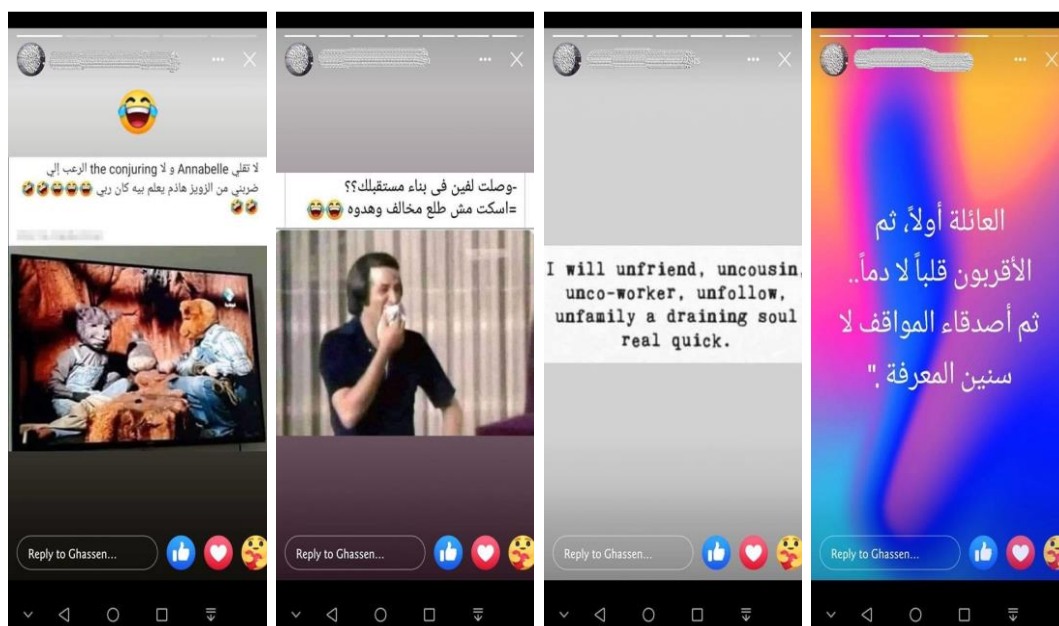 لا تقلي Annabelle و لا the conjuring الرعب إلي
ضربني من الزويز هاذم يعلم بيه كان ربي 😂😂😂🤣🤣
🤣🤣
Reply to Ghassen...
-وصلت لفين فى بناء مستقبلك؟؟
=اسكت مش طلع مخالف وهدوه 😂😂
Reply to Ghassen...
I will unfriend, uncousin,
unco-worker, unfollow,
unfamily a draining soul
real quick.
Reply to Ghassen...
العائلة أولاً، ثم
الأقربون قلباً لا دماً..
ثم أصدقاء المواقف لا
سنين المعرفة ."
Reply to Ghassen...